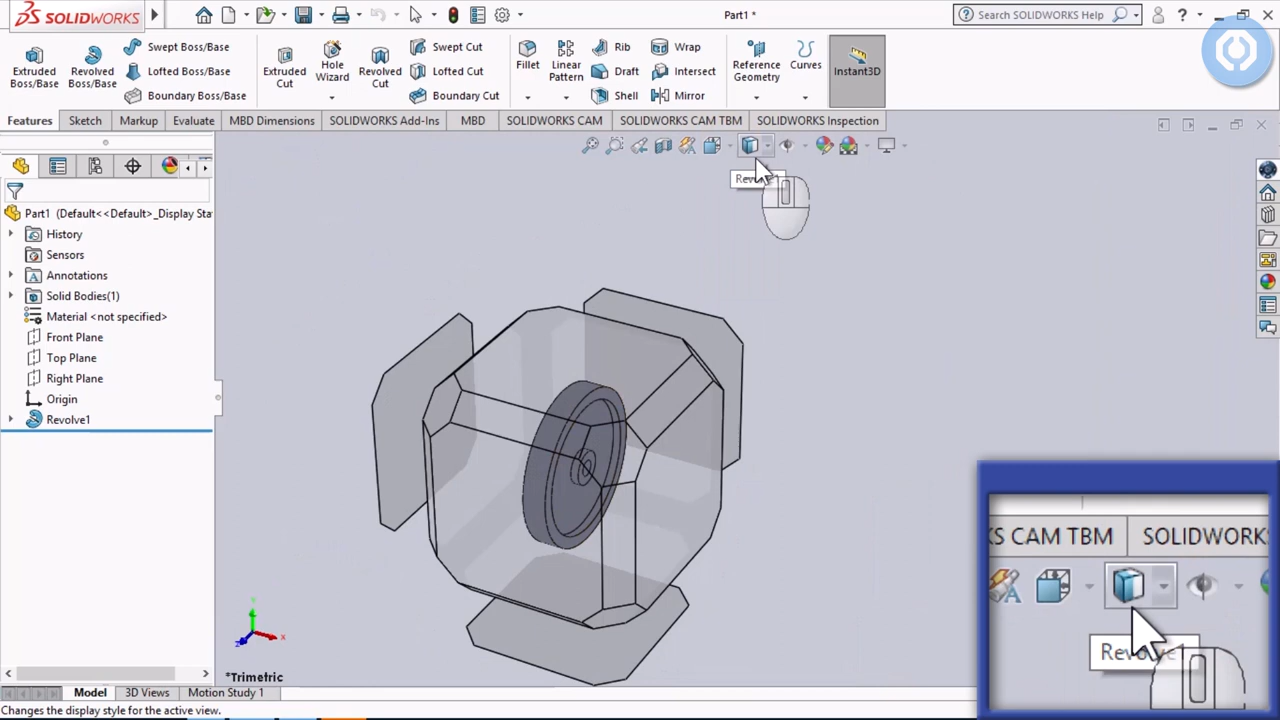 SOLIDWORKS
Part1 *
Search SOLIDWORKS Help
Extruded Boss/Base
Revolved Boss/Base
Swept Boss/Base
Lofted Boss/Base
Boundary Boss/Base
Extruded Cut
Hole Wizard
Revolved Cut
Swept Cut
Lofted Cut
Boundary Cut
Fillet
Linear Pattern
Rib
Draft
Shell
Wrap
Intersect
Mirror
Reference Geometry
Curves
Instant3D
Features
Sketch
Markup
Evaluate
MBD Dimensions
SOLIDWORKS Add-Ins
MBD
SOLIDWORKS CAM
SOLIDWORKS CAM TBM
SOLIDWORKS Inspection
Part1 (Default<<Default>_Display Sta
History
Sensors
Annotations
Solid Bodies(1)
Material <not specified>
Front Plane
Top Plane
Right Plane
Origin
Revolve1
y
x
z
*Trimetric
KS CAM TBM
SOLIDWORKS
Revolve1
Model
3D Views
Motion Study 1
Changes the display style for the active view.